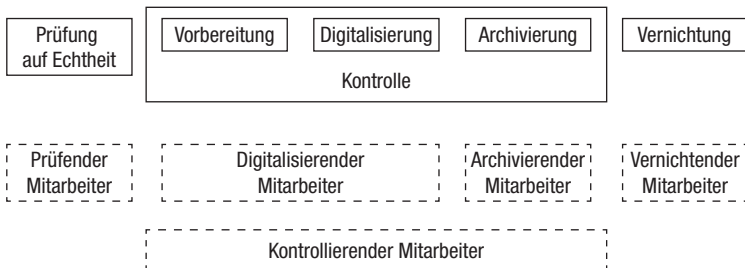 Prüfung
auf Echtheit
Vorbereitung
Digitalisierung
Archivierung
Vernichtung
Kontrolle
Prüfender
Mitarbeiter
Digitalisierender
Mitarbeiter
Archivierender
Mitarbeiter
Vernichtender
Mitarbeiter
Kontrollierender Mitarbeiter